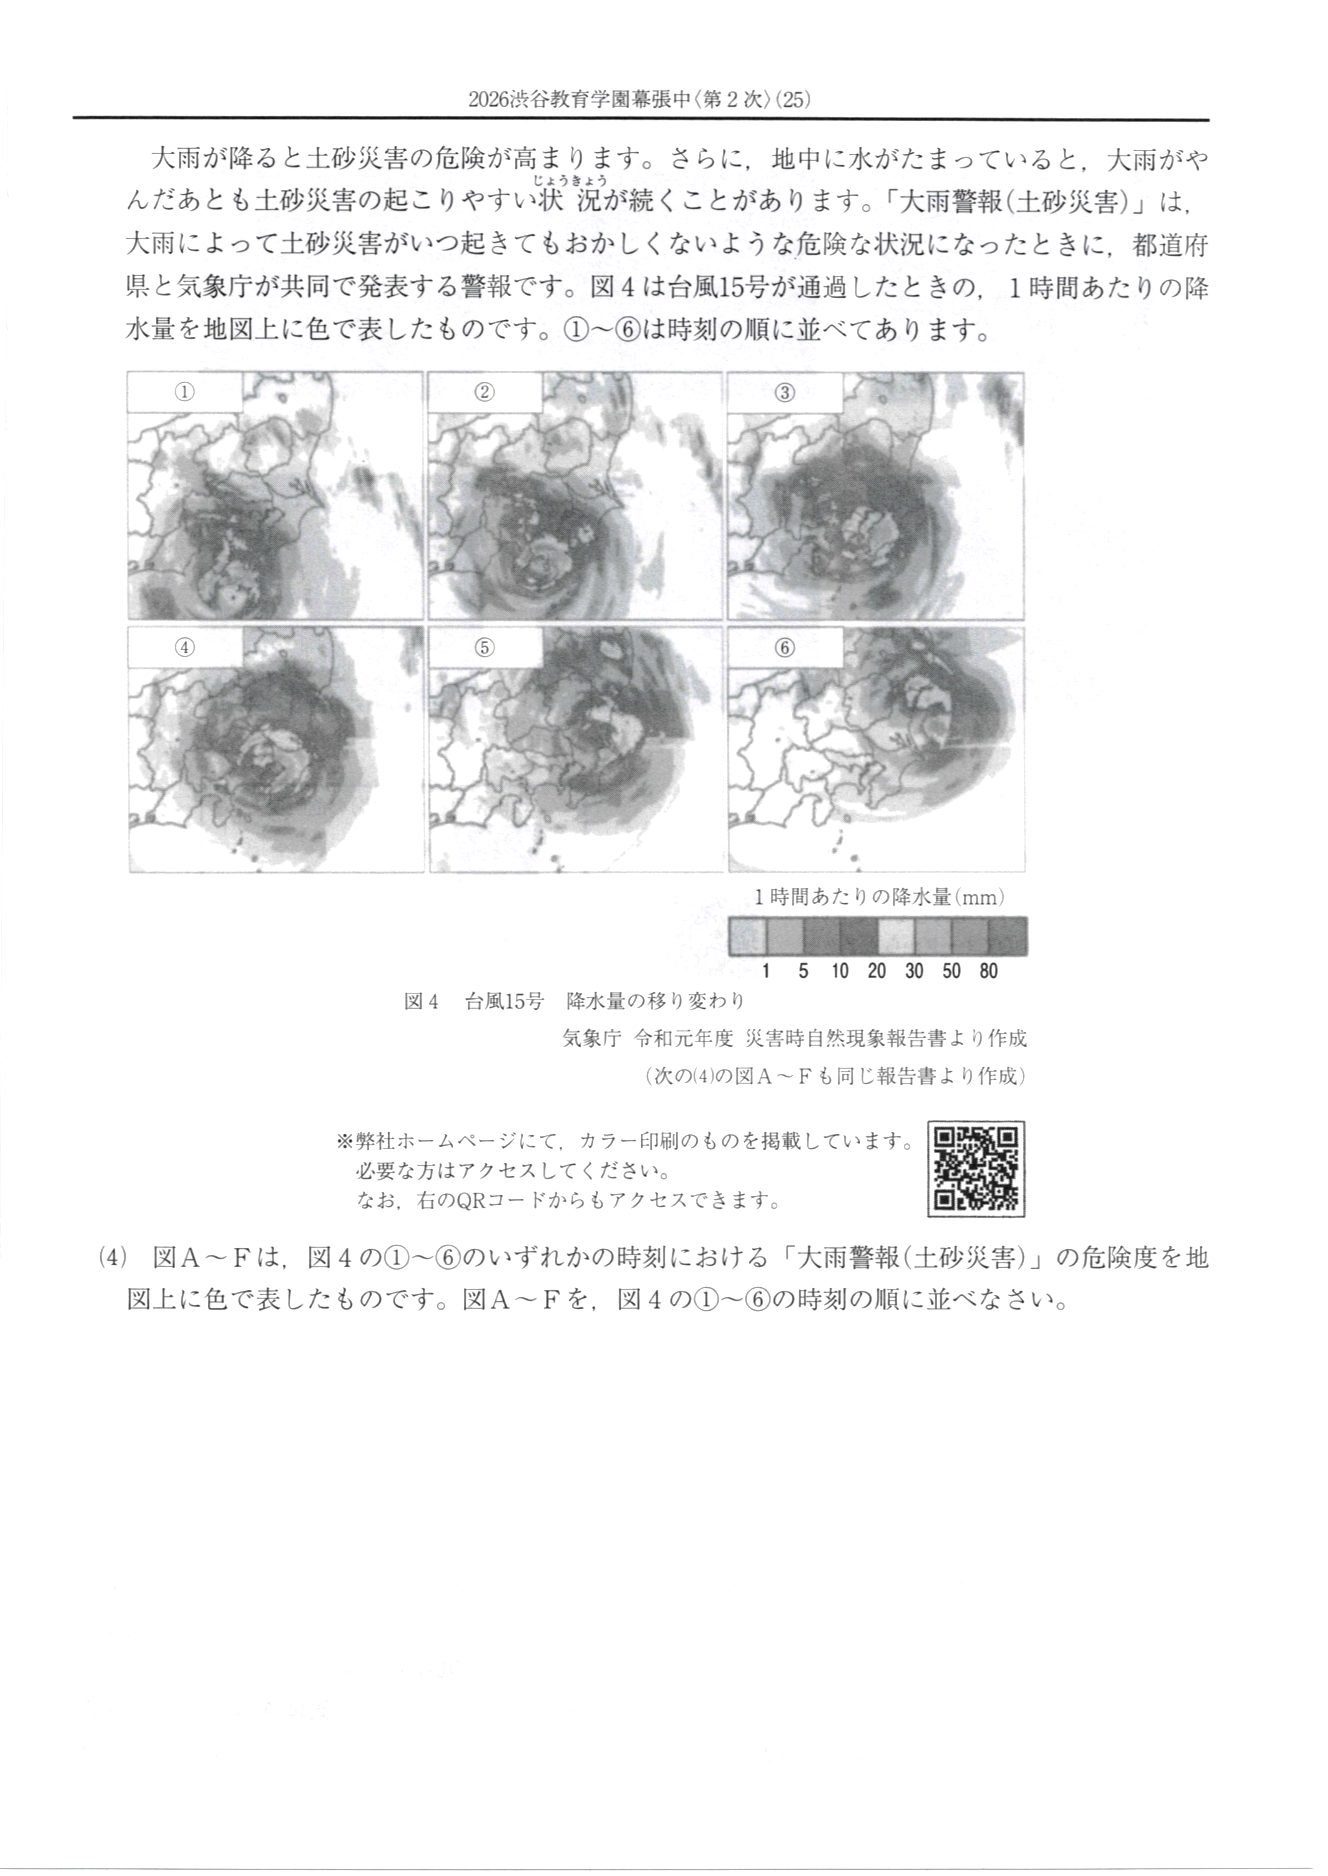 2026渋谷教育学園幕張中〈第2次〉(25)
大雨が降ると土砂災害の危険が高まります。さらに，地中に水がたまっていると，大雨がや
んだあとも土砂災害の起こりやすい状況が続くことがあります。「大雨警報(土砂災害)」は，
じょうきょう
大雨によって土砂災害がいつ起きてもおかしくないような危険な状況になったときに，都道府
県と気象庁が共同で発表する警報です。図4は台風15号が通過したときの，1時間あたりの降
水量を地図上に色で表したものです。①～⑥は時刻の順に並べてあります。
① ② ③
④ ⑤ ⑥
1時間あたりの降水量(mm)
1 5 10 20 30 50 80
図4 台風15号 降水量の移り変わり
気象庁 令和元年度 災害時自然現象報告書より作成
(次の(4)の図A～Fも同じ報告書より作成)
※弊社ホームページにて，カラー印刷のものを掲載しています。
必要な方はアクセスしてください。
なお，右のQRコードからもアクセスできます。
(4) 図A～Fは，図4の①～⑥のいずれかの時刻における「大雨警報(土砂災害)」の危険度を地
図上に色で表したものです。図A～Fを，図4の①～⑥の時刻の順に並べなさい。